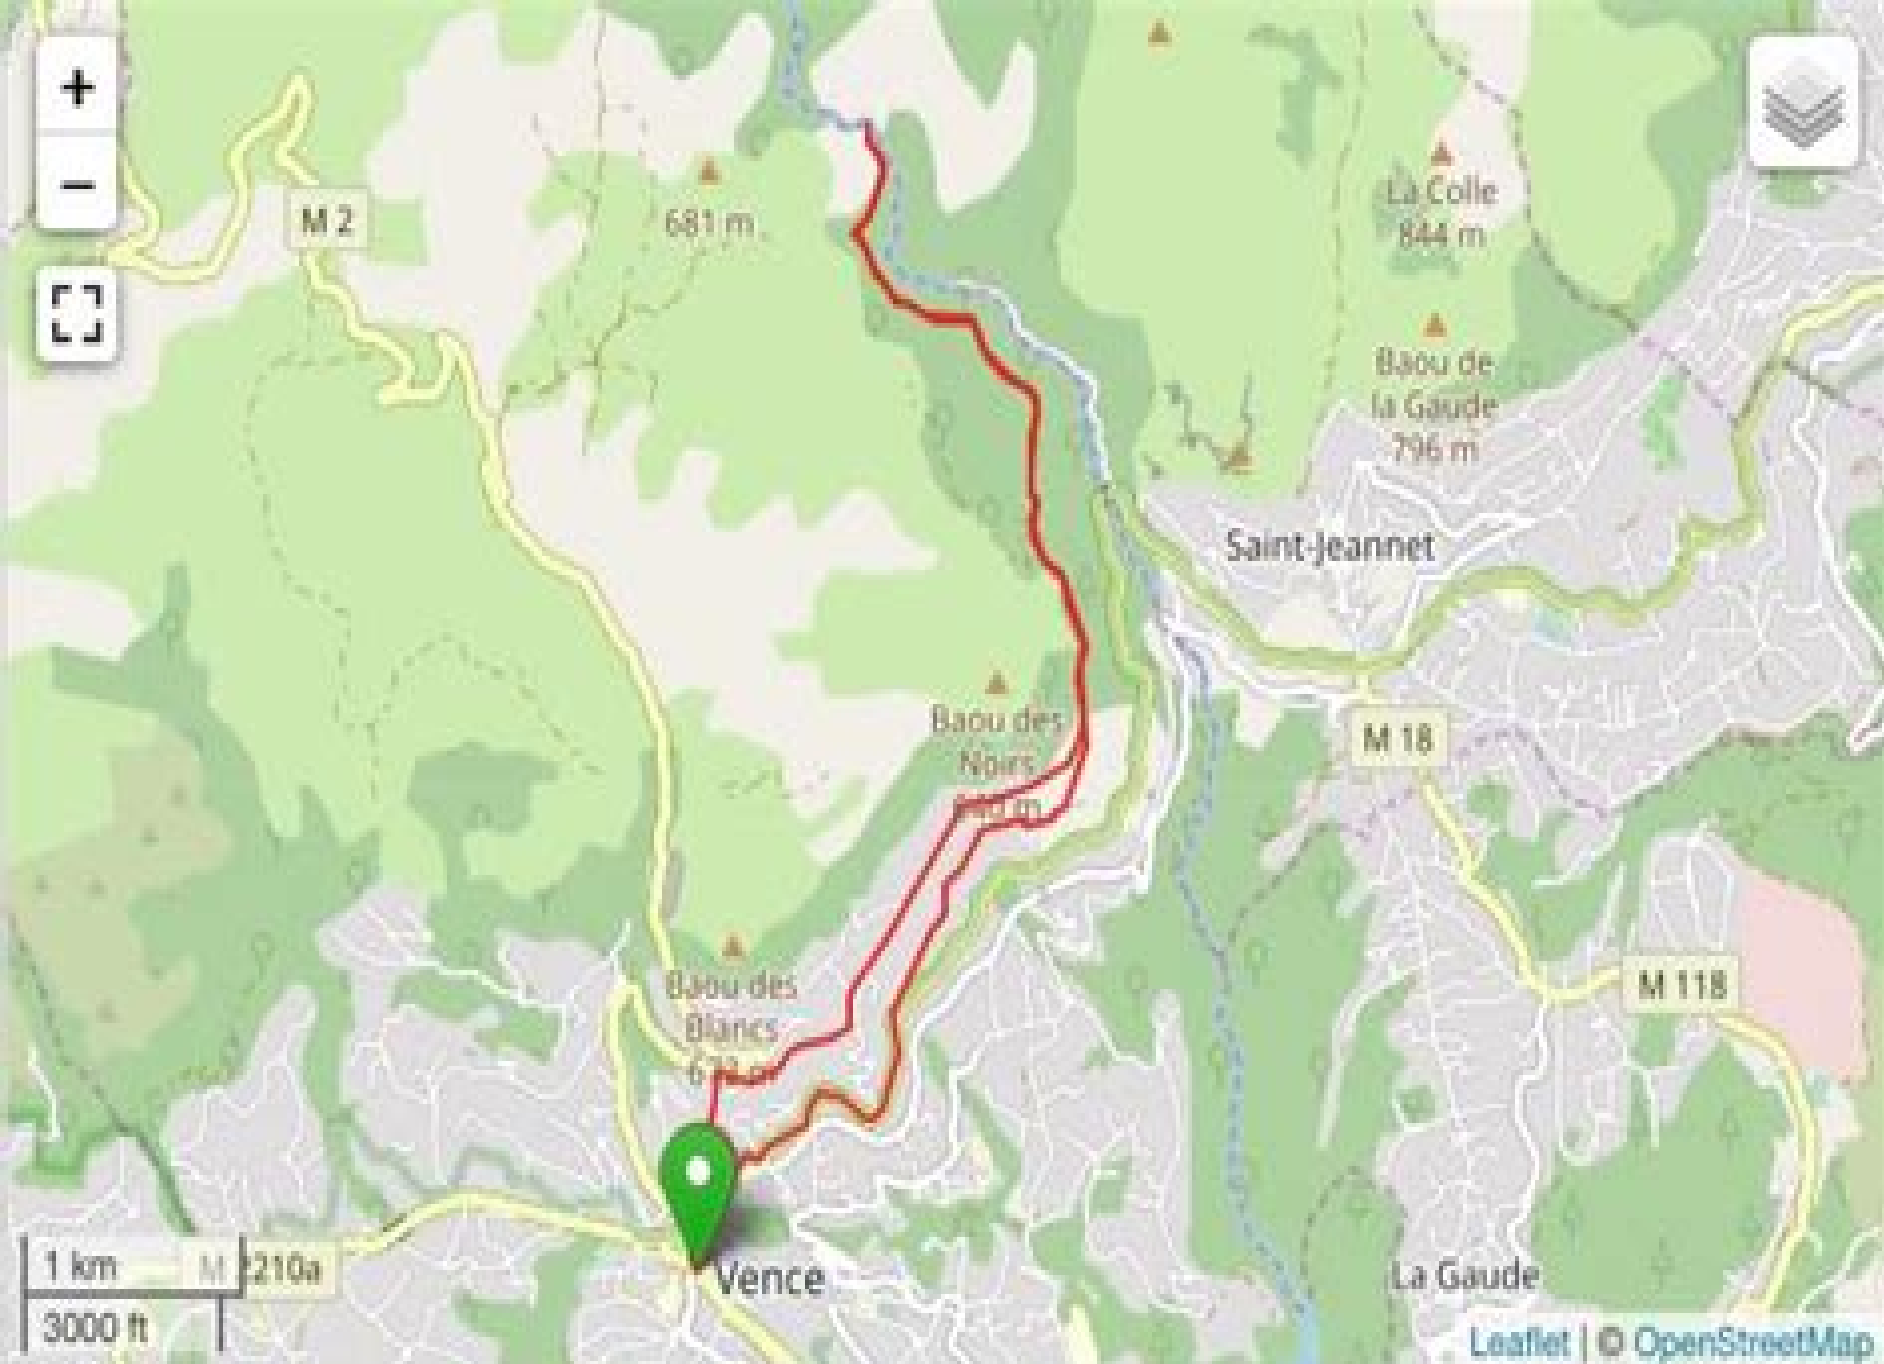 +
−
M 2
681 m
La Colle
844 m
Baou de
la Gaude
796 m
Saint-Jeannet
Baou des
Noirs
M 18
Baou des
Blancs
M 118
1 km
M
210a
Vence
La Gaude
3000 ft
Leaflet | © OpenStreetMap